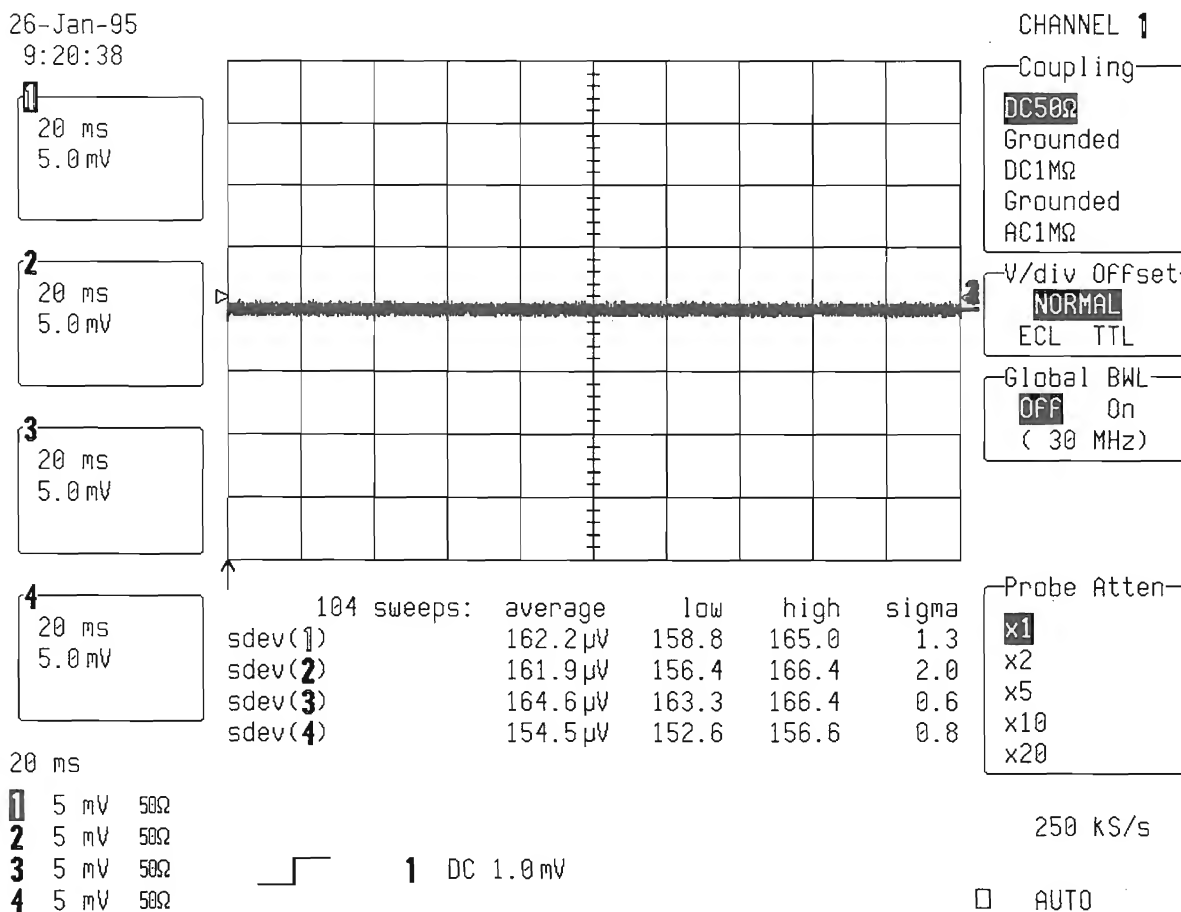 26-Jan-95
9:20:38
1
20 ms
5.0 mV
2
20 ms
5.0 mV
3
20 ms
5.0 mV
4
20 ms
5.0 mV
104 sweeps: average low high sigma
sdev(1) 162.2 µV 158.8 165.0 1.3
sdev(2) 161.9 µV 156.4 166.4 2.0
sdev(3) 164.6 µV 163.3 166.4 0.6
sdev(4) 154.5 µV 152.6 156.6 0.8
20 ms
1 5 mV 50Ω
2 5 mV 50Ω
3 5 mV 50Ω
4 5 mV 50Ω
1 DC 1.0 mV
CHANNEL 1
Coupling
DC50Ω
Grounded
DC1MΩ
Grounded
AC1MΩ
V/div Offset
NORMAL
ECL TTL
Global BWL
Off On
( 30 MHz)
Probe Atten
x1
x2
x5
x10
x20
250 kS/s
AUTO